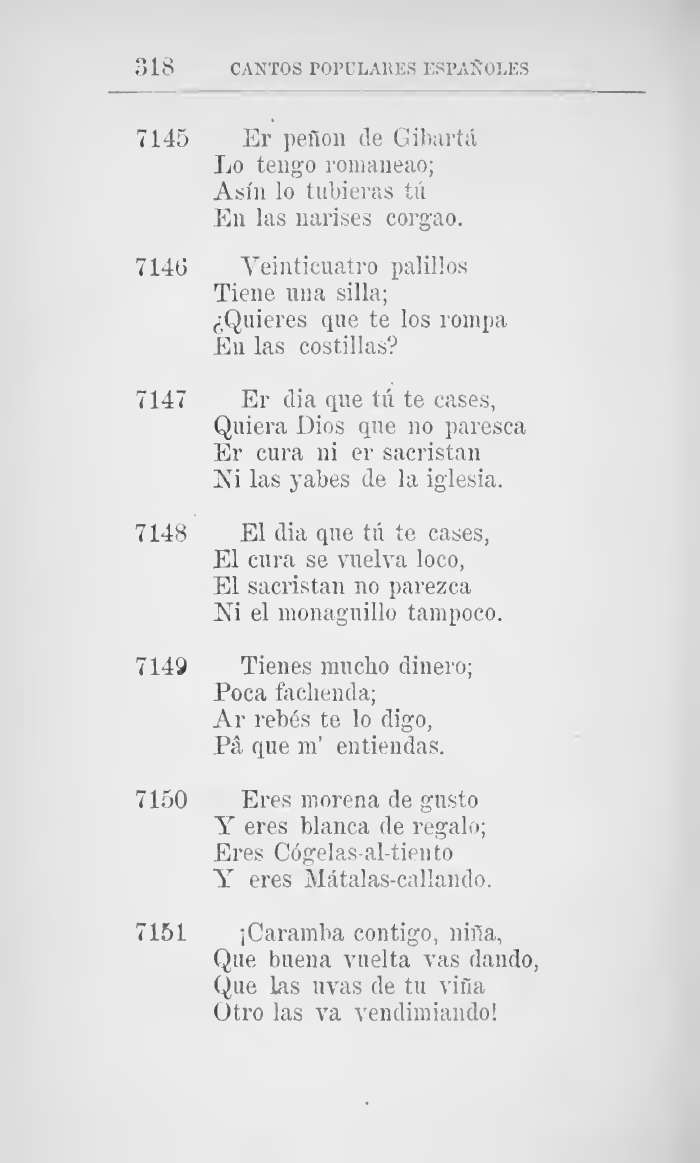 318 CANTOS POPULARES ESPAÑOLES
7145 Er peñon de Gibartá
Lo tengo romaneao;
Asín lo tubieras tú
En las narises corgao.
7146 Veinticuatro palillos
Tiene una silla;
¿Quieres que te los rompa
En las costillas?
7147 Er dia que tú te cases,
Quiera Dios que no paresca
Er cura ni er sacristan
Ni las yabes de la iglesia.
7148 El dia que tú te cases,
El cura se vuelva loco,
El sacristan no parezca
Ni el monaguillo tampoco.
7149 Tienes mucho dinero;
Poca fachenda;
Ar rebés te lo digo,
Pâ que m' entiendas.
7150 Eres morena de gusto
Y eres blanca de regalo;
Eres Cógelas-al-tiento
Y eres Mátalas-callando.
7151 ¡Caramba contigo, niña,
Que buena vuelta vas dando,
Que las uvas de tu viña
Otro las va vendimiando!